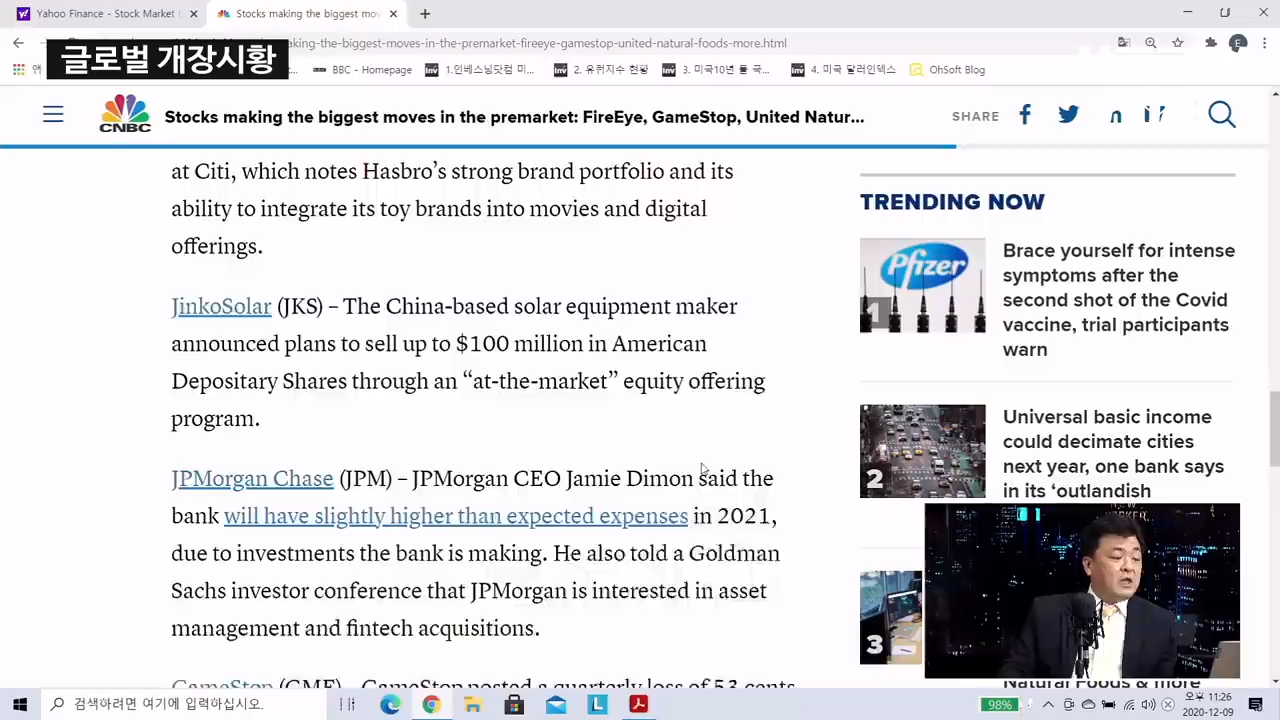 Yahoo Finance - Stock Market
Stocks making the biggest mov
글로벌 개장시황
aking-the-biggest-moves-in-the-premarket-fireeye-gamestop-united-natural-foods-more.html
BBC - Homepage
1.인베스닝닷컴 미...
2. 유럽지수 현황
3. 미국10년 물 국...
4. 미국 달러인덱스
OhSoft Blog
CNBC
Stocks making the biggest moves in the premarket: FireEye, GameStop, United Natur...
SHARE
at Citi, which notes Hasbro’s strong brand portfolio and its
ability to integrate its toy brands into movies and digital
offerings.
JinkoSolar (JKS) – The China-based solar equipment maker
announced plans to sell up to $100 million in American
Depositary Shares through an “at-the-market” equity offering
program.
JPMorgan Chase (JPM) – JPMorgan CEO Jamie Dimon said the
bank will have slightly higher than expected expenses in 2021,
due to investments the bank is making. He also told a Goldman
Sachs investor conference that JPMorgan is interested in asset
management and fintech acquisitions.
GameStop (GME) – GameStop posted a quarterly loss of 53 cents
TRENDING NOW
Pfizer
1
Brace yourself for intense
symptoms after the
second shot of the Covid
vaccine, trial participants
warn
2
Universal basic income
could decimate cities
next year, one bank says
in its ‘outlandish
3
Natural Foods & more
검색하려면 여기에 입력하십시오.
98%
오후 11:26
2020-12-09